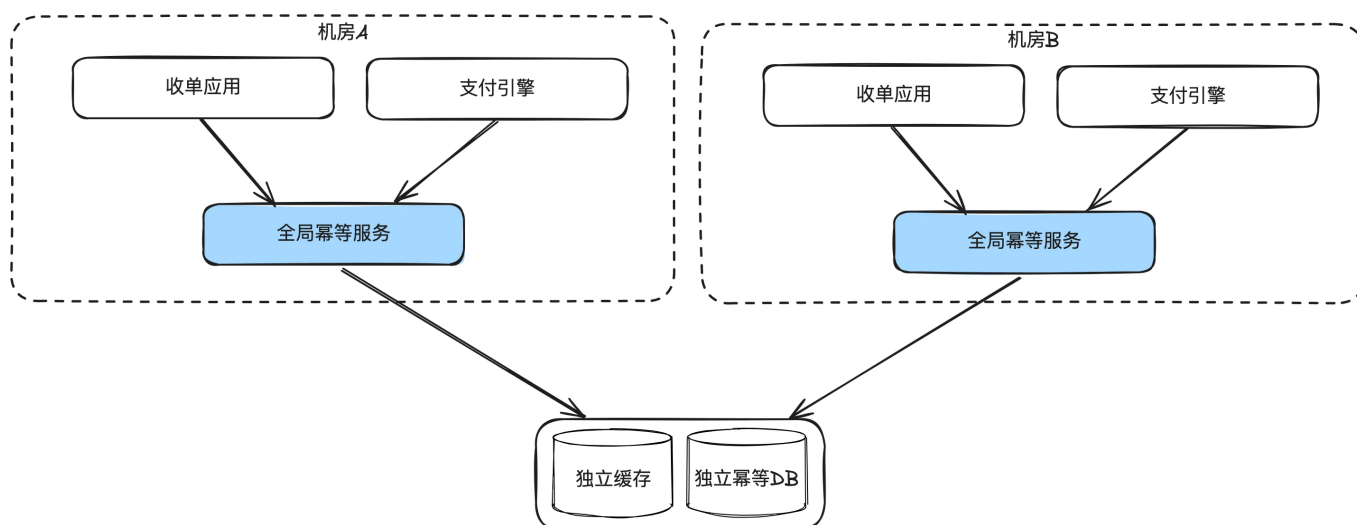 机房A
机房B
收单应用
支付引擎
收单应用
支付引擎
全局幂等服务
全局幂等服务
独立缓存
独立幂等DB